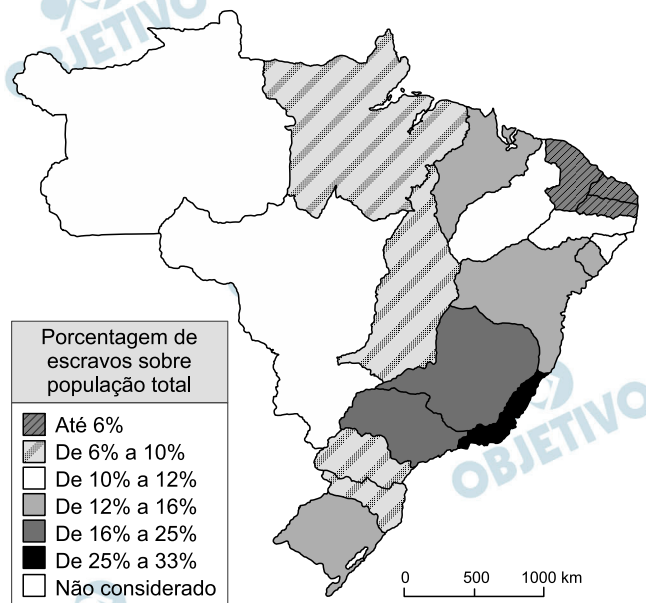 OBJETIVO
Porcentagem de
escravos sobre
população total
Até 6%
De 6% a 10%
De 10% a 12%
De 12% a 16%
De 16% a 25%
De 25% a 33%
Não considerado
OBJETIVO
0 500 1000 km